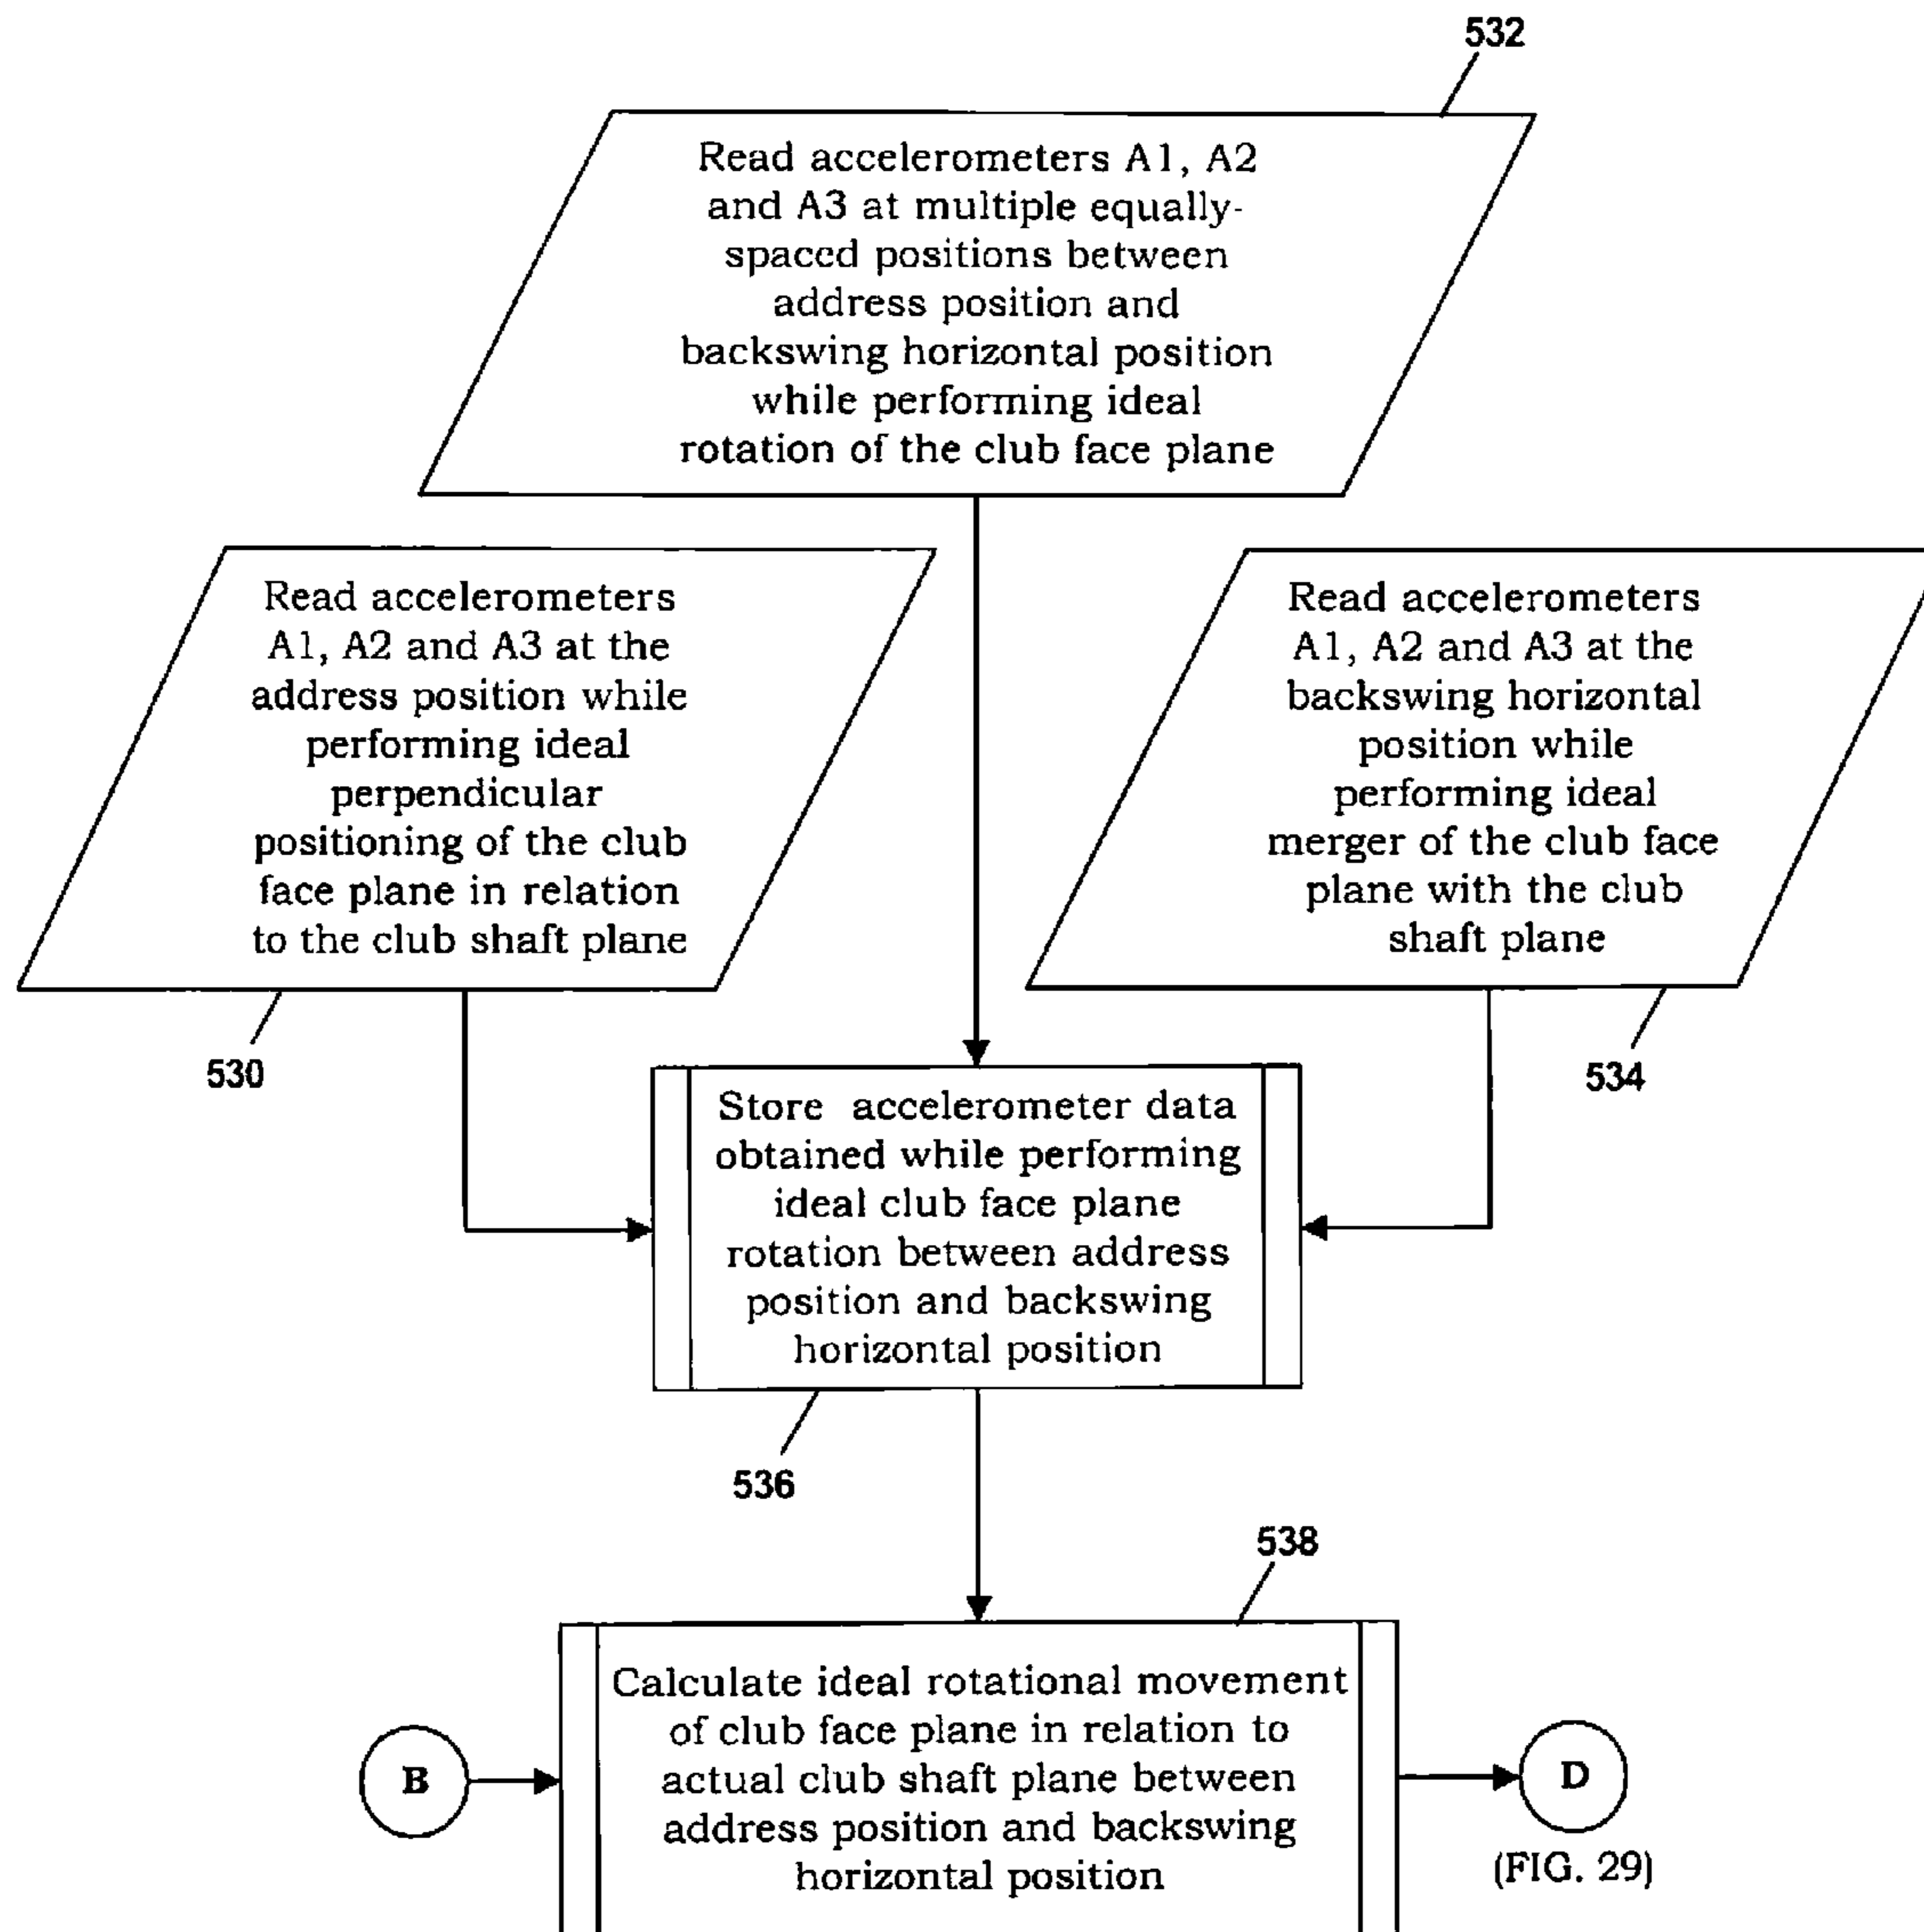 532
Read accelerometers A1, A2
and A3 at multiple equally-
spaced positions between
address position and
backswing horizontal position
while performing ideal
rotation of the club face plane
Read accelerometers
A1, A2 and A3 at the
address position while
performing ideal
perpendicular
positioning of the club
face plane in relation
to the club shaft plane
530
Read accelerometers
A1, A2 and A3 at the
backswing horizontal
position while
performing ideal
merger of the club face
plane with the club
shaft plane
534
Store accelerometer data
obtained while performing
ideal club face plane
rotation between address
position and backswing
horizontal position
536
538
Calculate ideal rotational movement
of club face plane in relation to
actual club shaft plane between
address position and backswing
horizontal position
B
D
(FIG. 29)